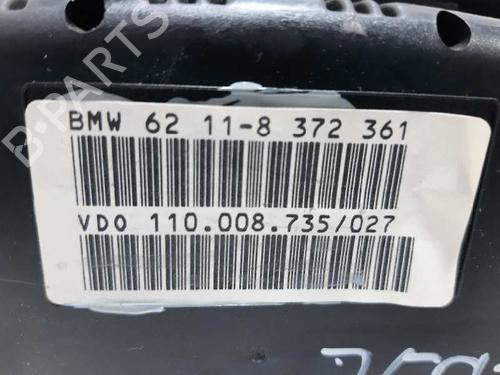 BMW 62 11-8 372 361
VDO 110.008.735/027
B-PARTS